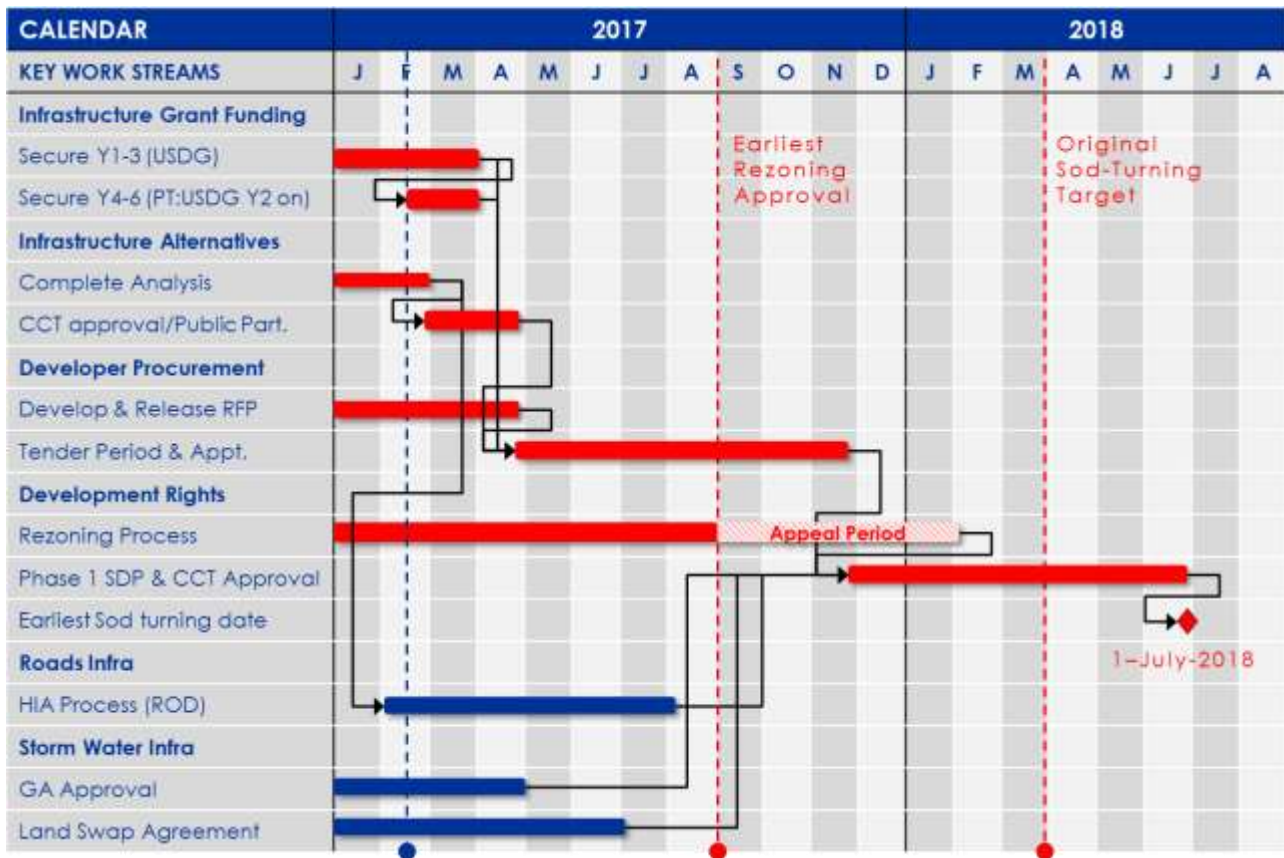 CALENDAR 2017 2018
KEY WORK STREAMS J F M A M J J A S O N D J F M A M J J A
Infrastructure Grant Funding
Secure Y1-3 (USDG)
Secure Y4-6 (PT:USDG Y2 on)
Earliest
Rezoning
Approval
Original
Sod-Turning
Target
Infrastructure Alternatives
Complete Analysis
CCT approval/Public Part.
Developer Procurement
Develop & Release RFP
Tender Period & Appt.
Development Rights
Rezoning Process Appeal Period
Phase 1 SDP & CCT Approval
Earliest Sod turning date
1-July-2018
Roads Infra
HIA Process (ROD)
Storm Water Infra
GA Approval
Land Swap Agreement